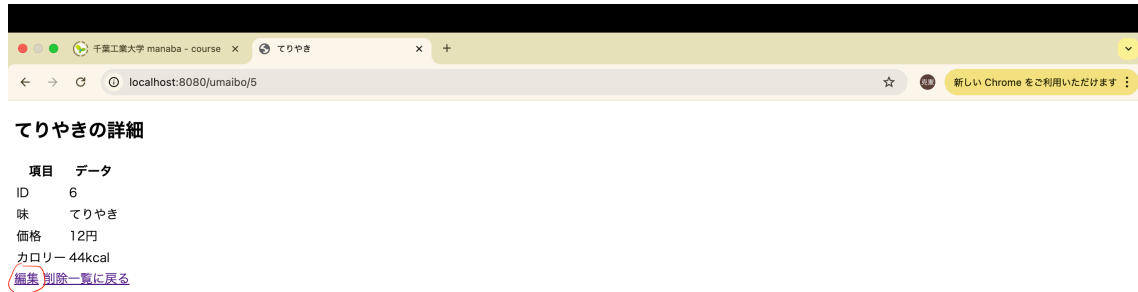 千葉工業大学 manaba - course
てりやき
localhost:8080/umaibo/5
新しい Chrome をご利用いただけます
てりやきの詳細
項目 データ
ID 6
味 てりやき
価格 12円
カロリー 44kcal
編集 削除一覧に戻る